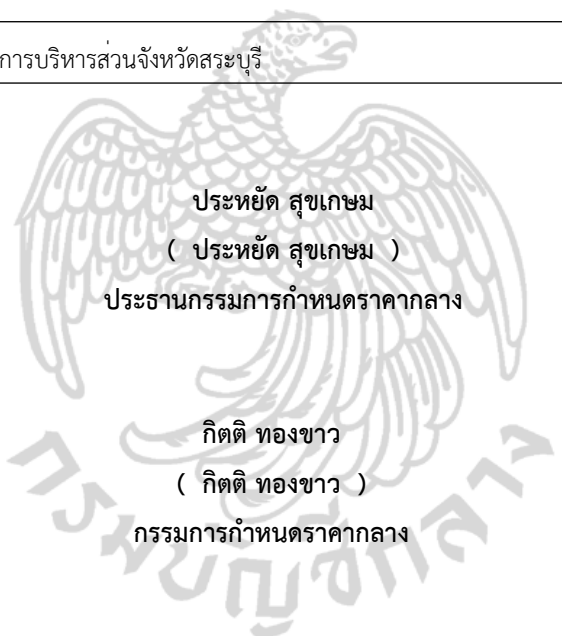 การบริหารส่วนจังหวัดสระบุรี
ประหยัด สุขเกษม
( ประหยัด สุขเกษม )
ประธานกรรมการกำหนดราคากลาง
กิตติ ทองขาว
( กิตติ ทองขาว )
กรรมการกำหนดราคากลาง
กรมบัญชีกลาง